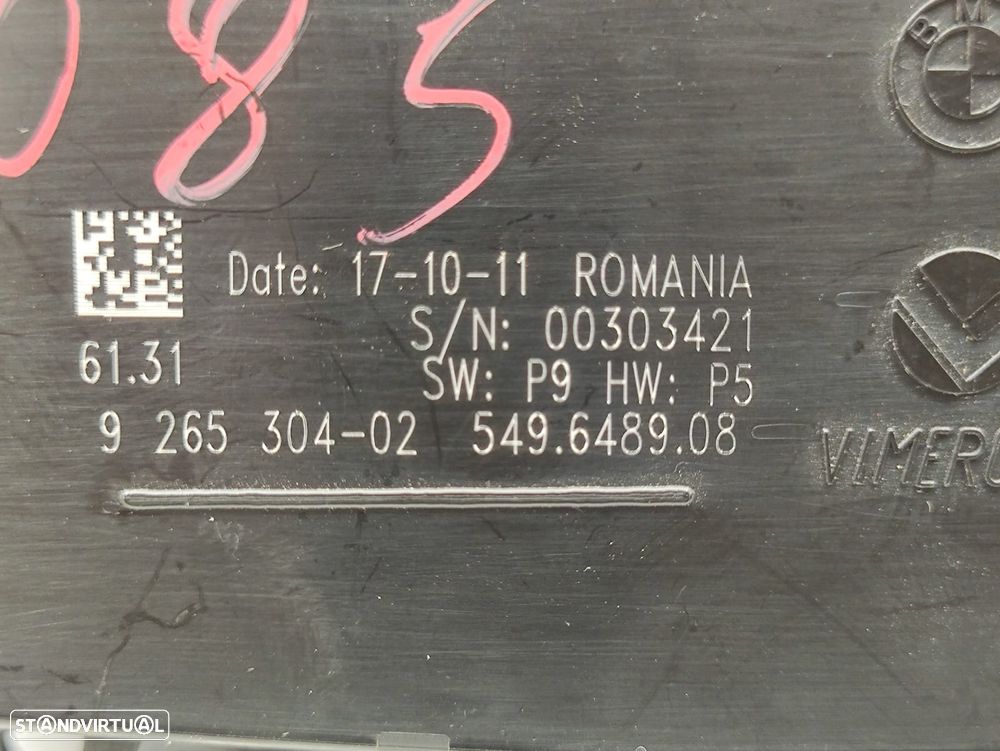 085
BM
Date: 17-10-11 ROMANIA
S/N: 00303421
61.31
SW: P9 HW: P5
9 265 304-02 549.6489.08
STANDVIRTUAL